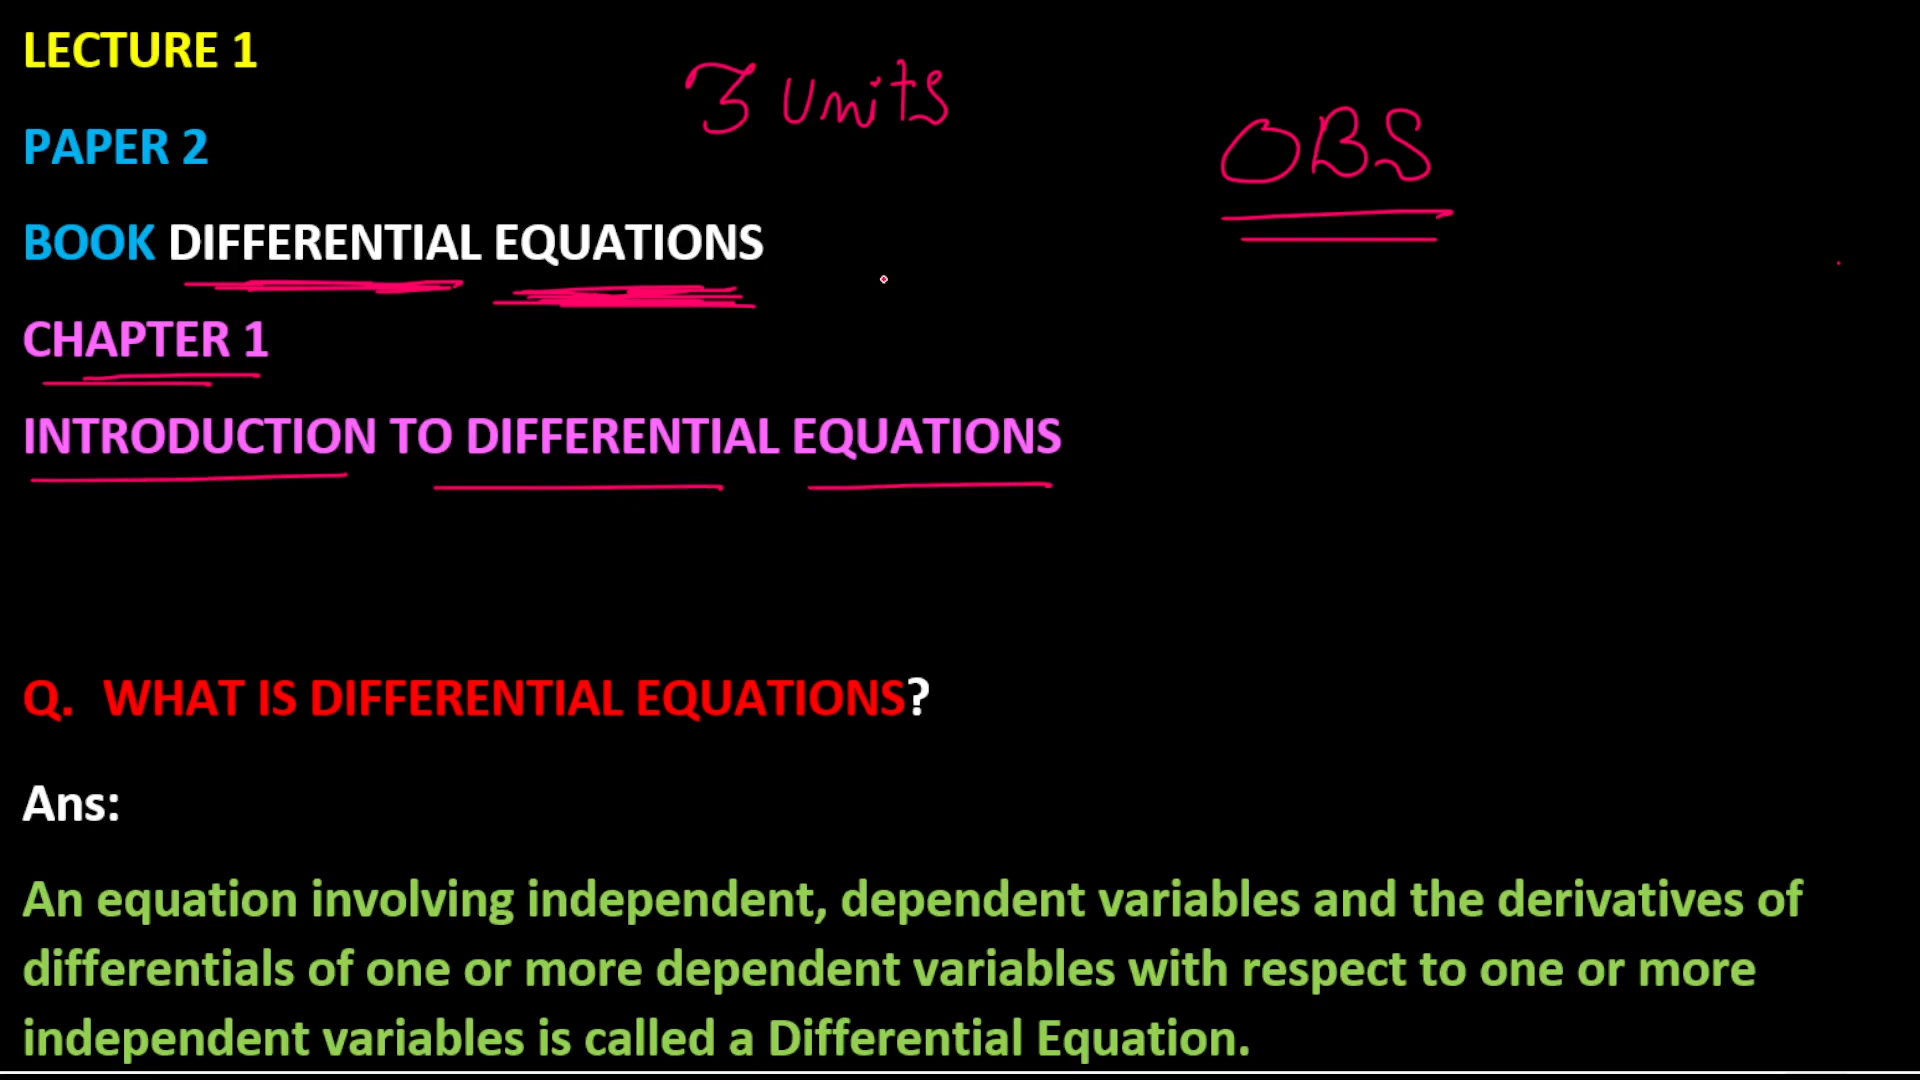 LECTURE 1
3 units
OBS
PAPER 2
BOOK DIFFERENTIAL EQUATIONS
CHAPTER 1
INTRODUCTION TO DIFFERENTIAL EQUATIONS
Q. WHAT IS DIFFERENTIAL EQUATIONS?
Ans:
An equation involving independent, dependent variables and the derivatives of
differentials of one or more dependent variables with respect to one or more
independent variables is called a Differential Equation.